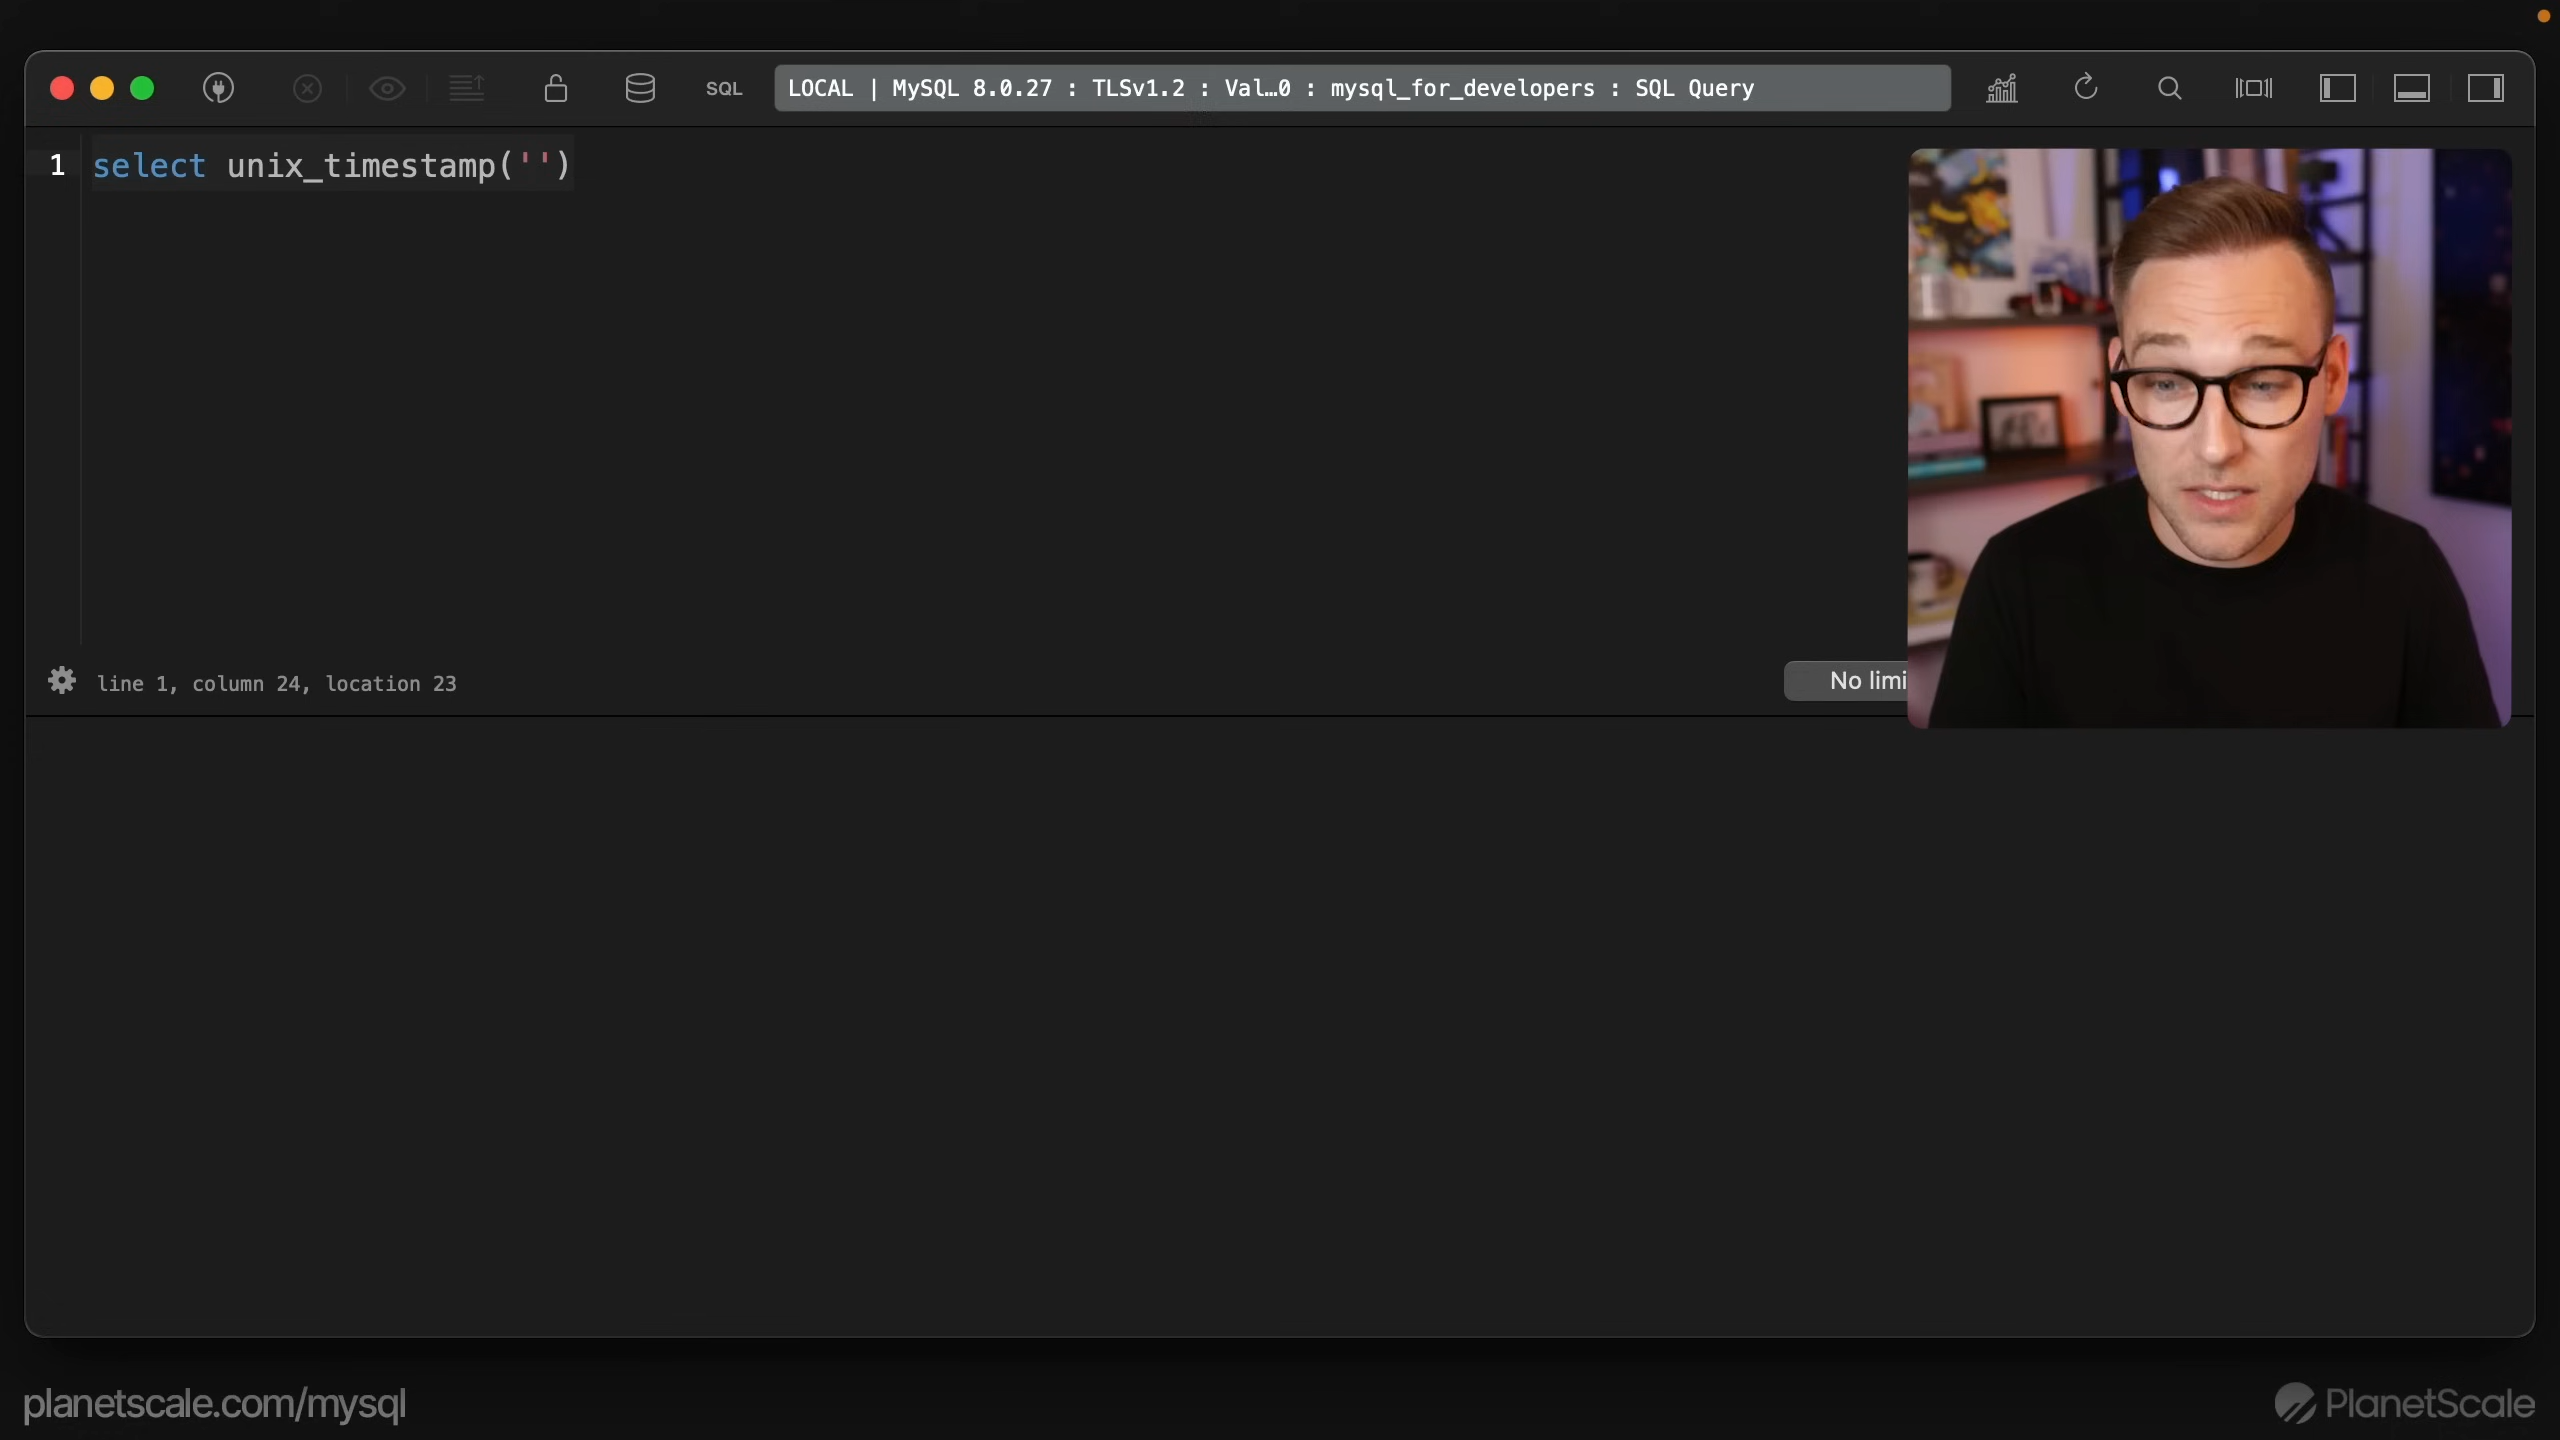 SQL
LOCAL | MySQL 8.0.27 : TLSv1.2 : Val…0 : mysql_for_developers : SQL Query
1 select unix_timestamp('')
line 1, column 24, location 23
No limi
planetscale.com/mysql
PlanetScale